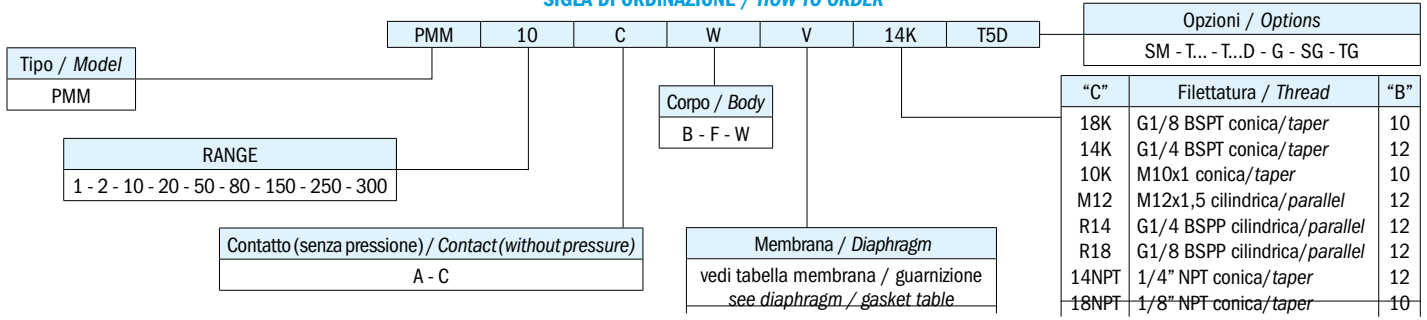 SIGLA DI ORDINAZIONE / HOW TO ORDER
PMM 10 C W V 14K T5D
Opzioni / Options
SM - T... - T...D - G - SG - TG
Tipo / Model
PMM
Corpo / Body
B - F - W
RANGE
1 - 2 - 10 - 20 - 50 - 80 - 150 - 250 - 300
Contatto (senza pressione) / Contact (without pressure)
A - C
Membrana / Diaphragm
vedi tabella membrana / guarnizione
see diaphragm / gasket table
“C” Filettatura / Thread “B”
18K G1/8 BSPT conica/taper 10
14K G1/4 BSPT conica/taper 12
10K M10x1 conica/taper 10
M12 M12x1,5 cilindrica/parallel 12
R14 G1/4 BSPP cilindrica/parallel 12
R18 G1/8 BSPP cilindrica/parallel 12
14NPT 1/4” NPT conica/taper 12
18NPT 1/8” NPT conica/taper 10